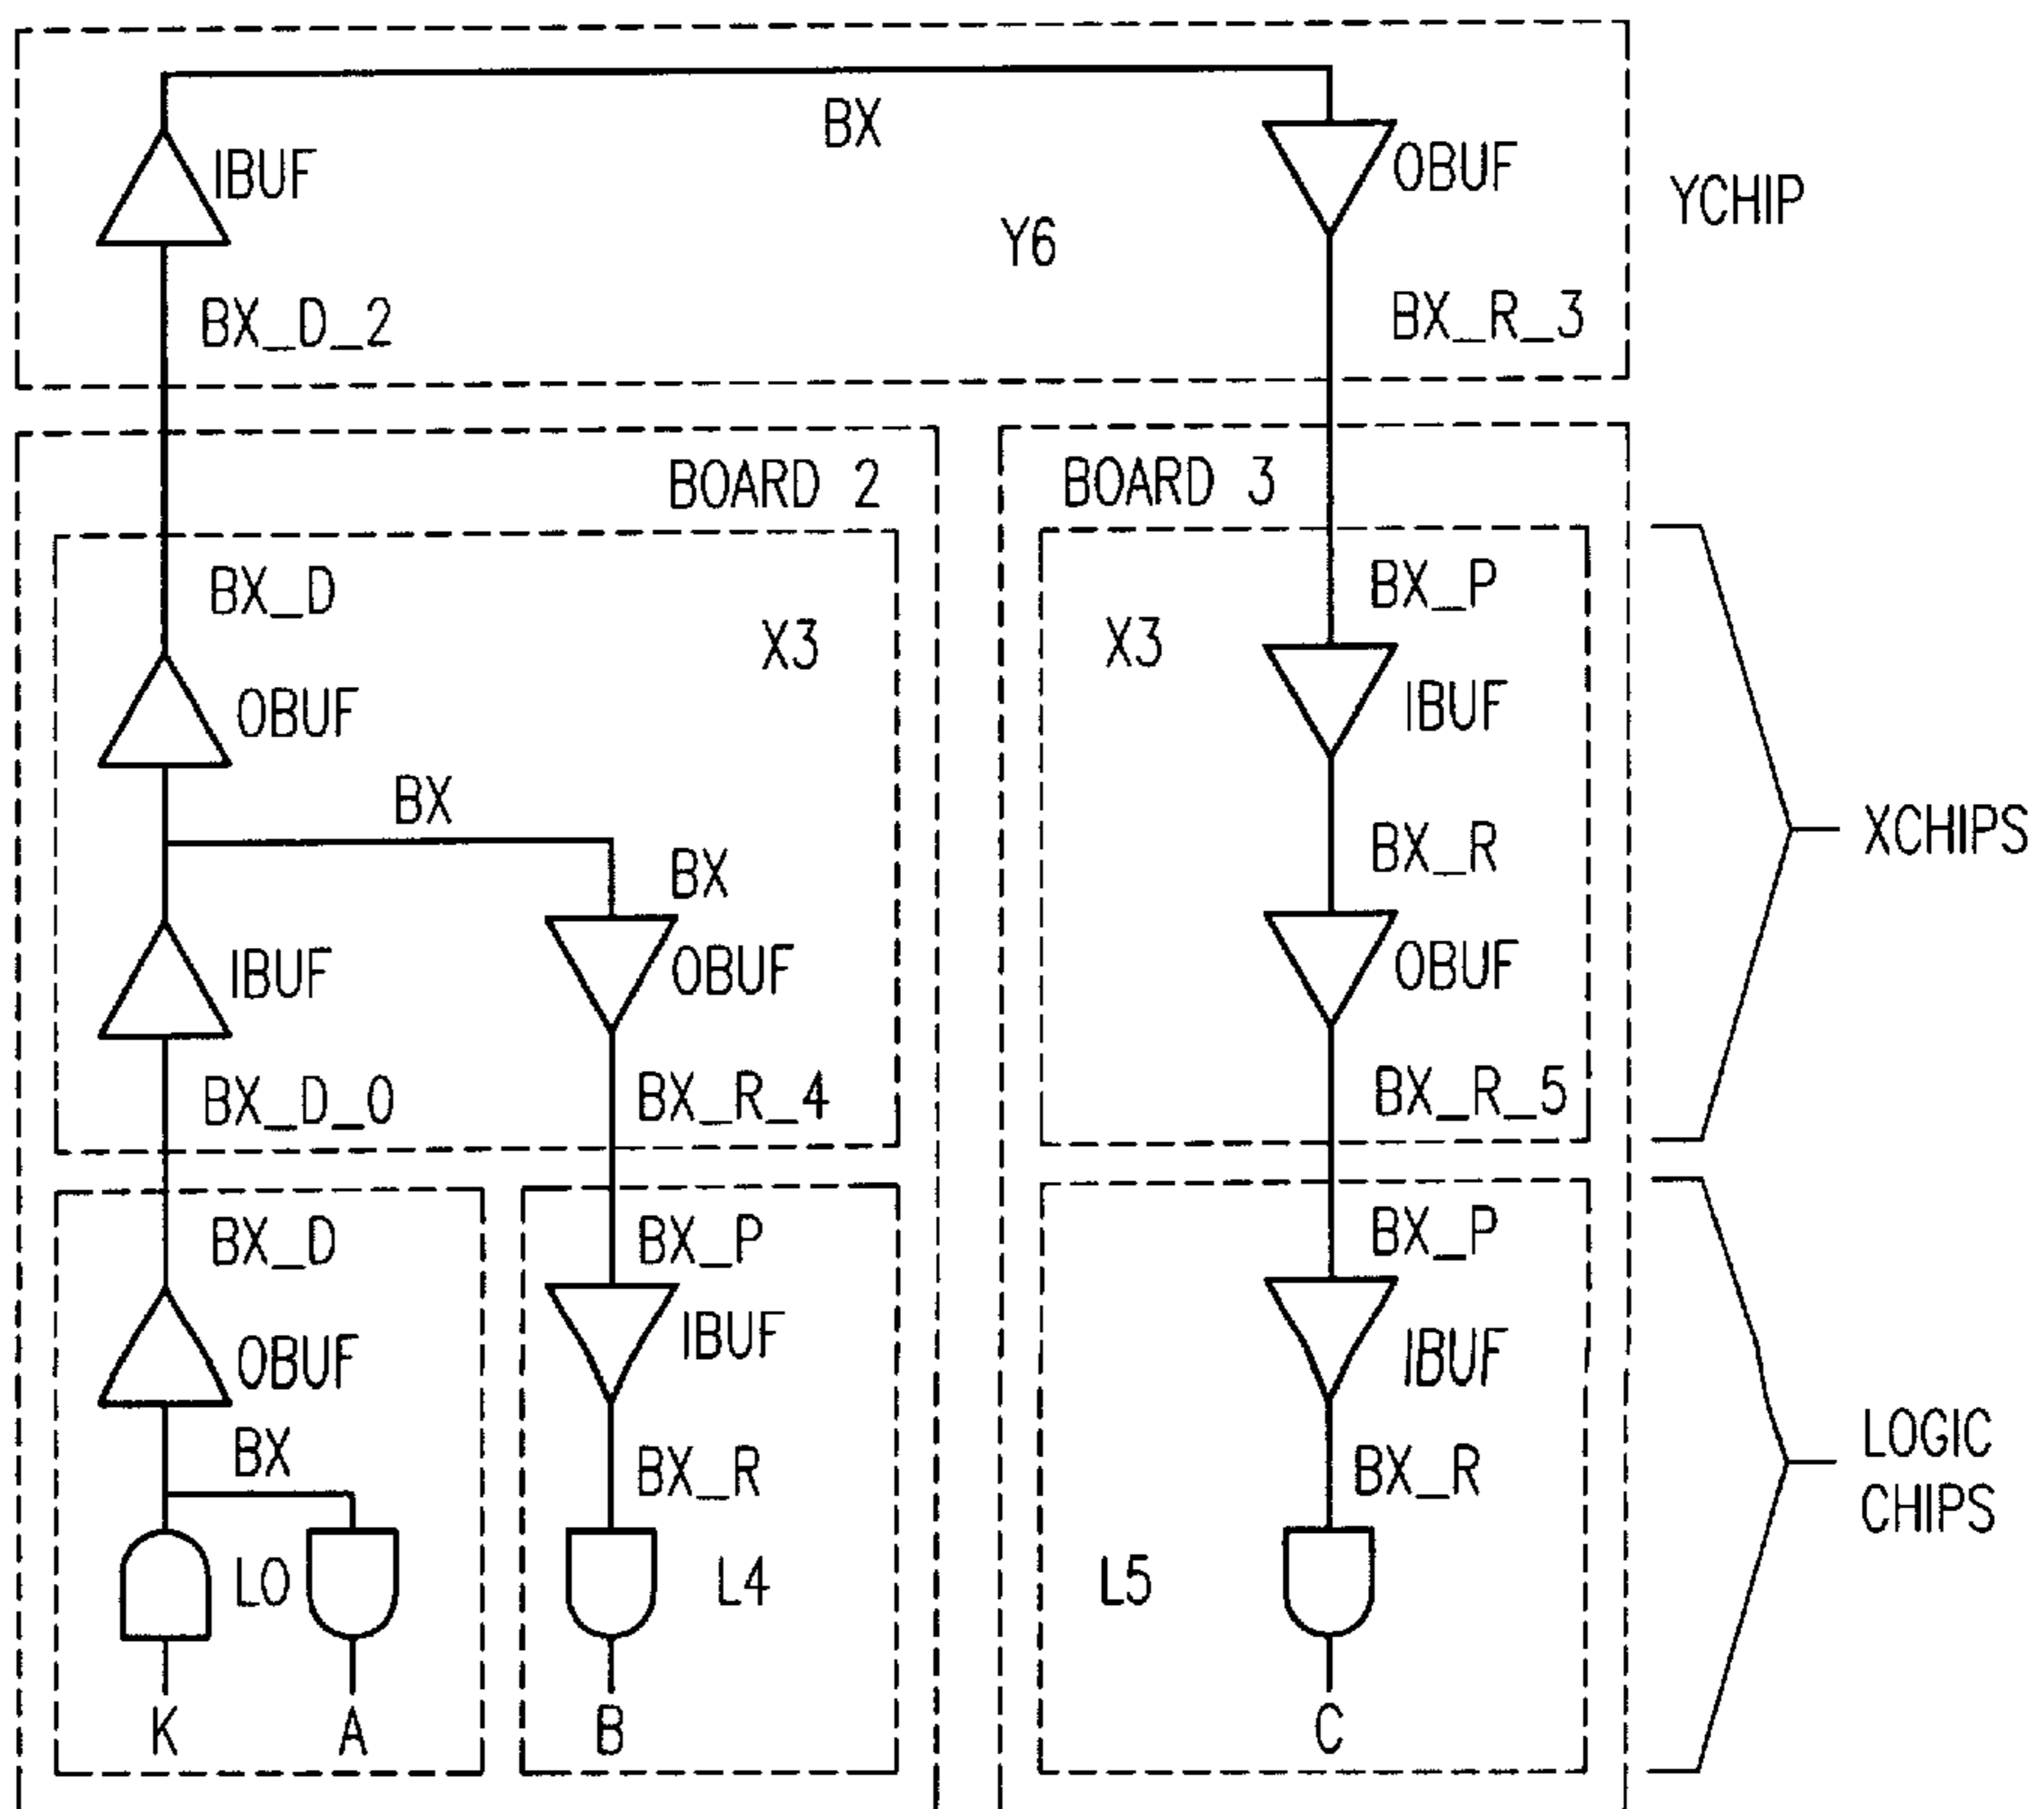 BX
IBUF
OBUF
YCHIP
Y6
BX_D_2
BX_R_3
BOARD 2
BOARD 3
BX_D
BX_P
X3
X3
OBUF
IBUF
BX
XCHIPS
BX_R
BX
IBUF
OBUF
OBUF
BX_D_0
BX_R_4
BX_R_5
BX_D
BX_P
BX_P
OBUF
IBUF
IBUF
BX
BX_R
BX_R
LOGIC
CHIPS
L0
L4
L5
K
A
B
C